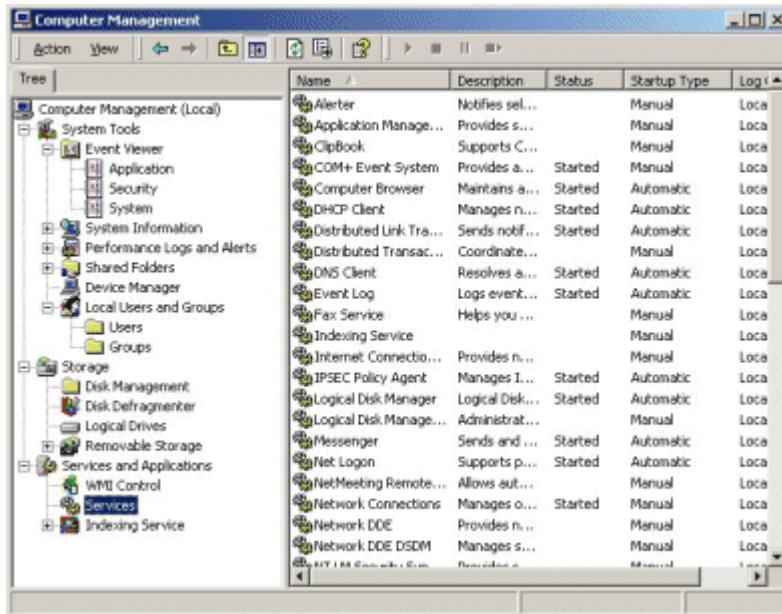 Computer Management
Action View
Tree
Computer Management (Local)
System Tools
Event Viewer
Application
Security
System
System Information
Performance Logs and Alerts
Shared Folders
Device Manager
Local Users and Groups
Users
Groups
Storage
Disk Management
Disk Defragmenter
Logical Drives
Removable Storage
Services and Applications
WMI Control
Services
Indexing Service
Name Description Status Startup Type Log
Alerter Notifies sel... Manual Loca
Application Manage... Provides s... Manual Loca
ClipBook Supports C... Manual Loca
COM+ Event System Provides a... Started Manual Loca
Computer Browser Maintains a... Started Automatic Loca
DHCP Client Manages n... Started Automatic Loca
Distributed Link Tra... Sends notif... Started Automatic Loca
Distributed Transac... Coordinate... Manual Loca
DNS Client Resolves a... Started Automatic Loca
Event Log Logs event... Started Automatic Loca
Fax Service Helps you ... Manual Loca
Indexing Service Manual Loca
Internet Connectio... Provides n... Manual Loca
IPSEC Policy Agent Manages I... Started Automatic Loca
Logical Disk Manager Logical Disk... Started Automatic Loca
Logical Disk Manage... Administrat... Manual Loca
Messenger Sends and ... Started Automatic Loca
Net Logon Supports p... Started Automatic Loca
NetMeeting Remote... Allows aut... Manual Loca
Network Connections Manages o... Started Manual Loca
Network DDE Provides n... Manual Loca
Network DDE DSDM Manages s... Manual Loca